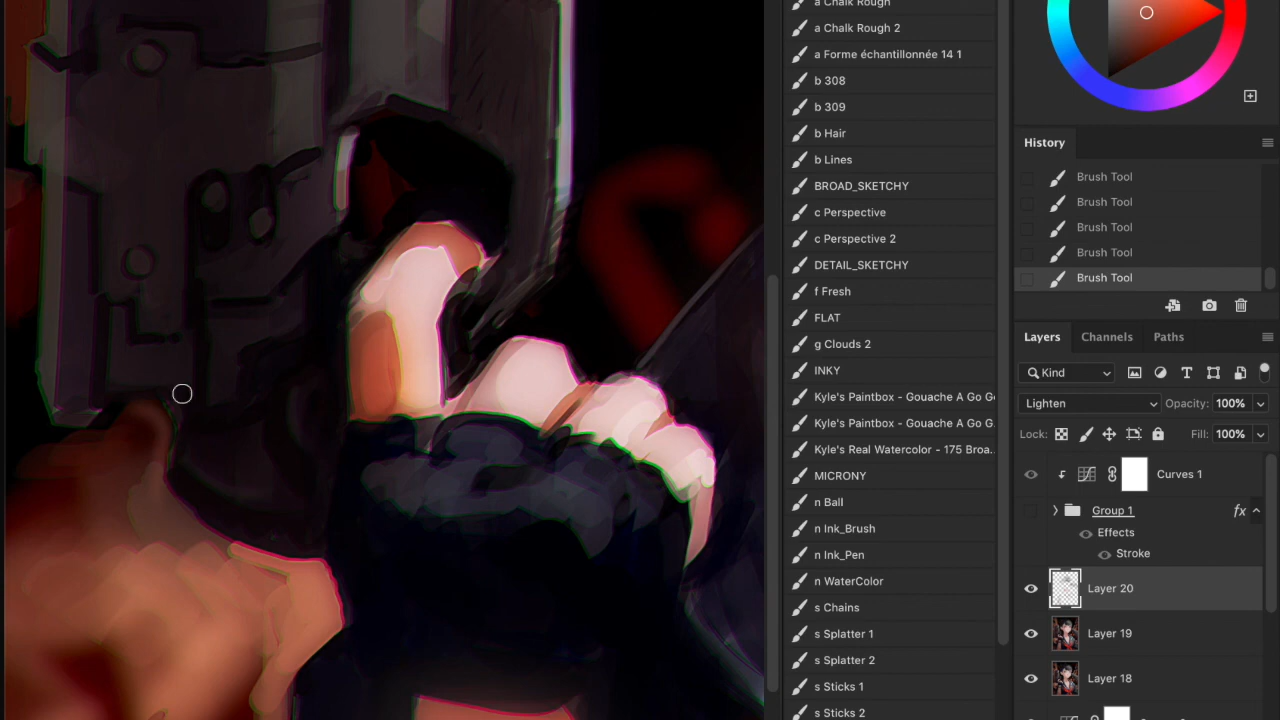 a Chalk Rough
a Chalk Rough 2
a Forme échantillonnée 14 1
b 308
b 309
b Hair
b Lines
BROAD_SKETCHY
c Perspective
c Perspective 2
DETAIL_SKETCHY
f Fresh
FLAT
g Clouds 2
INKY
Kyle's Paintbox - Gouache A Go Go
Kyle's Paintbox - Gouache A Go G.
Kyle's Real Watercolor - 175 Broa..
MICRONY
n Ball
n Ink_Brush
n Ink_Pen
n WaterColor
s Chains
s Splatter 1
s Splatter 2
s Sticks 1
s Sticks 2
History
Brush Tool
Brush Tool
Brush Tool
Brush Tool
Brush Tool
Layers Channels Paths
Kind
Lighten Opacity: 100%
Lock: Fill: 100%
Curves 1
Group 1 fx
Effects
Stroke
Layer 20
Layer 19
Layer 18